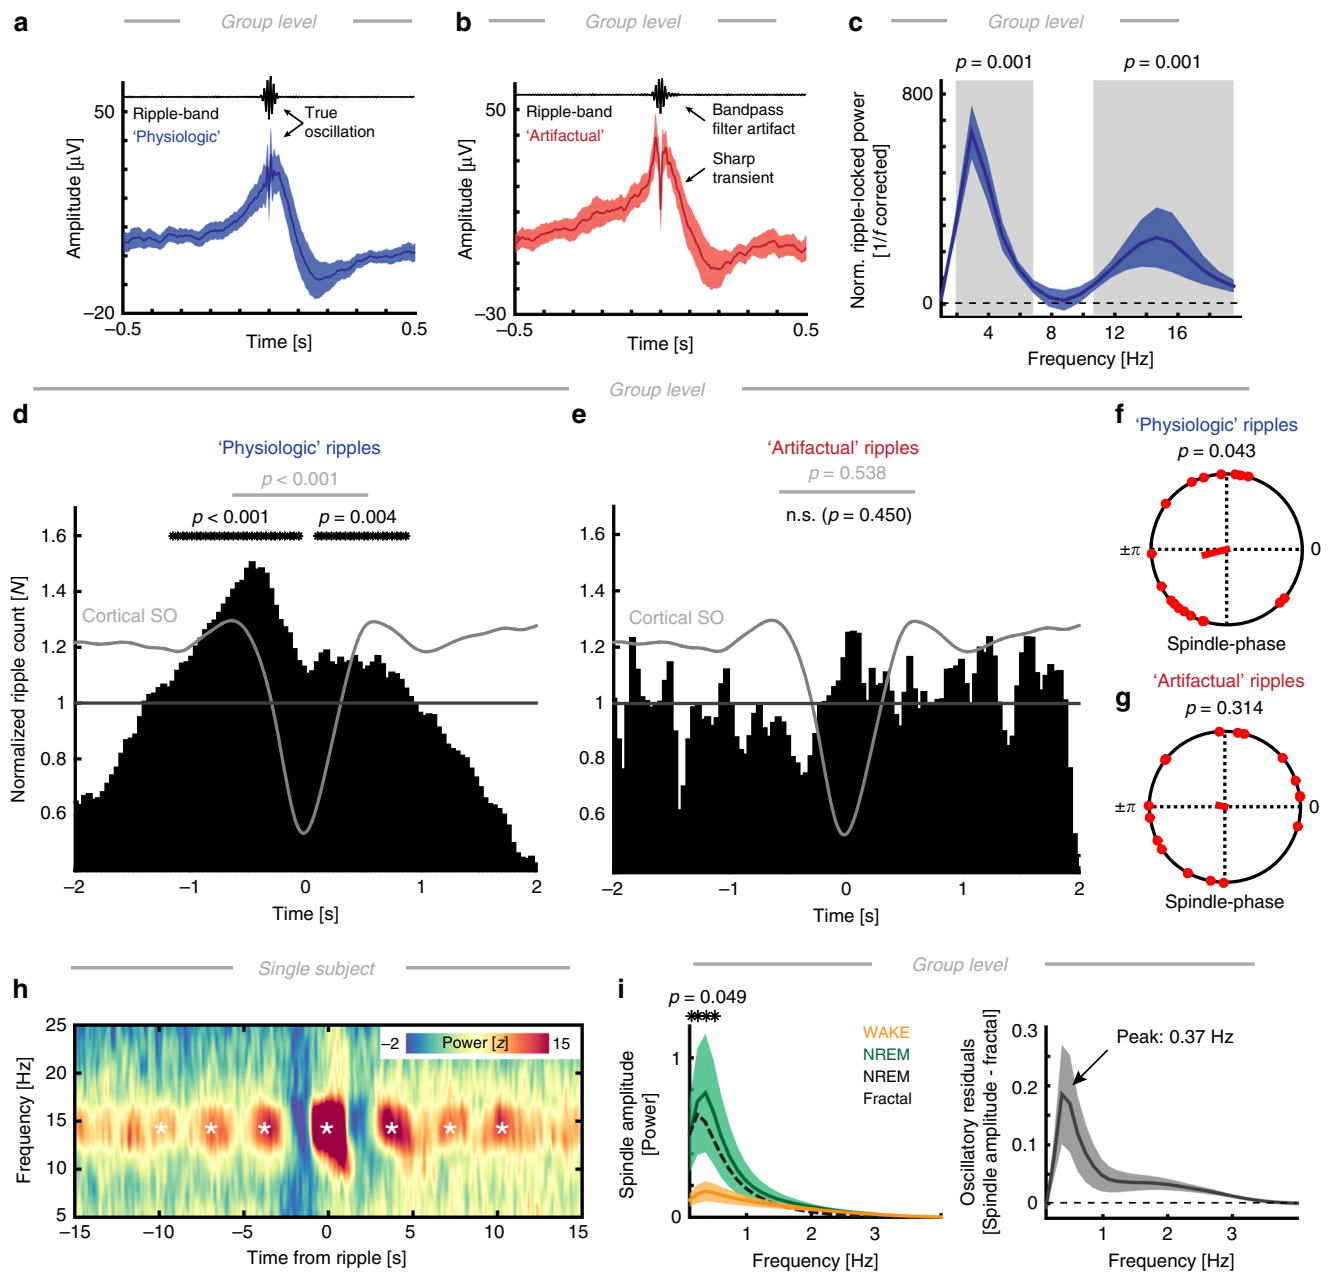 a
Group level
Ripple-band
'Physiologic'
True
oscillation
50
−20
Amplitude [µV]
−0.5
0.5
Time [s]
b
Group level
Ripple-band
'Artifactual'
Bandpass
filter artifact
Sharp
transient
50
−30
Amplitude [µV]
−0.5
0.5
Time [s]
c
Group level
p = 0.001
p = 0.001
800
0
Norm. ripple-locked power
[1/f corrected]
4 8 12 16
Frequency [Hz]
Group level
d
'Physiologic' ripples
p < 0.001
p < 0.001
p = 0.004
Cortical SO
1.6
1.4
1.2
1
0.8
0.6
Normalized ripple count [N]
−2 −1 0 1 2
Time [s]
e
'Artifactual' ripples
p = 0.538
n.s. (p = 0.450)
Cortical SO
1.6
1.4
1.2
1
0.8
0.6
−2 −1 0 1 2
Time [s]
f
'Physiologic' ripples
p = 0.043
±π
0
Spindle-phase
g
'Artifactual' ripples
p = 0.314
±π
0
Spindle-phase
Single subject
h
25
20
15
10
5
Frequency [Hz]
−2 Power [z] 15
* * * * * * *
−15 −10 −5 0 5 10 15
Time from ripple [s]
Group level
i
p = 0.049
****
WAKE
NREM
NREM
Fractal
1
0
Spindle amplitude
[Power]
1 2 3
Frequency [Hz]
Peak: 0.37 Hz
0.3
0.2
0.1
0
Oscillatory residuals
[Spindle amplitude - fractal]
1 2 3
Frequency [Hz]